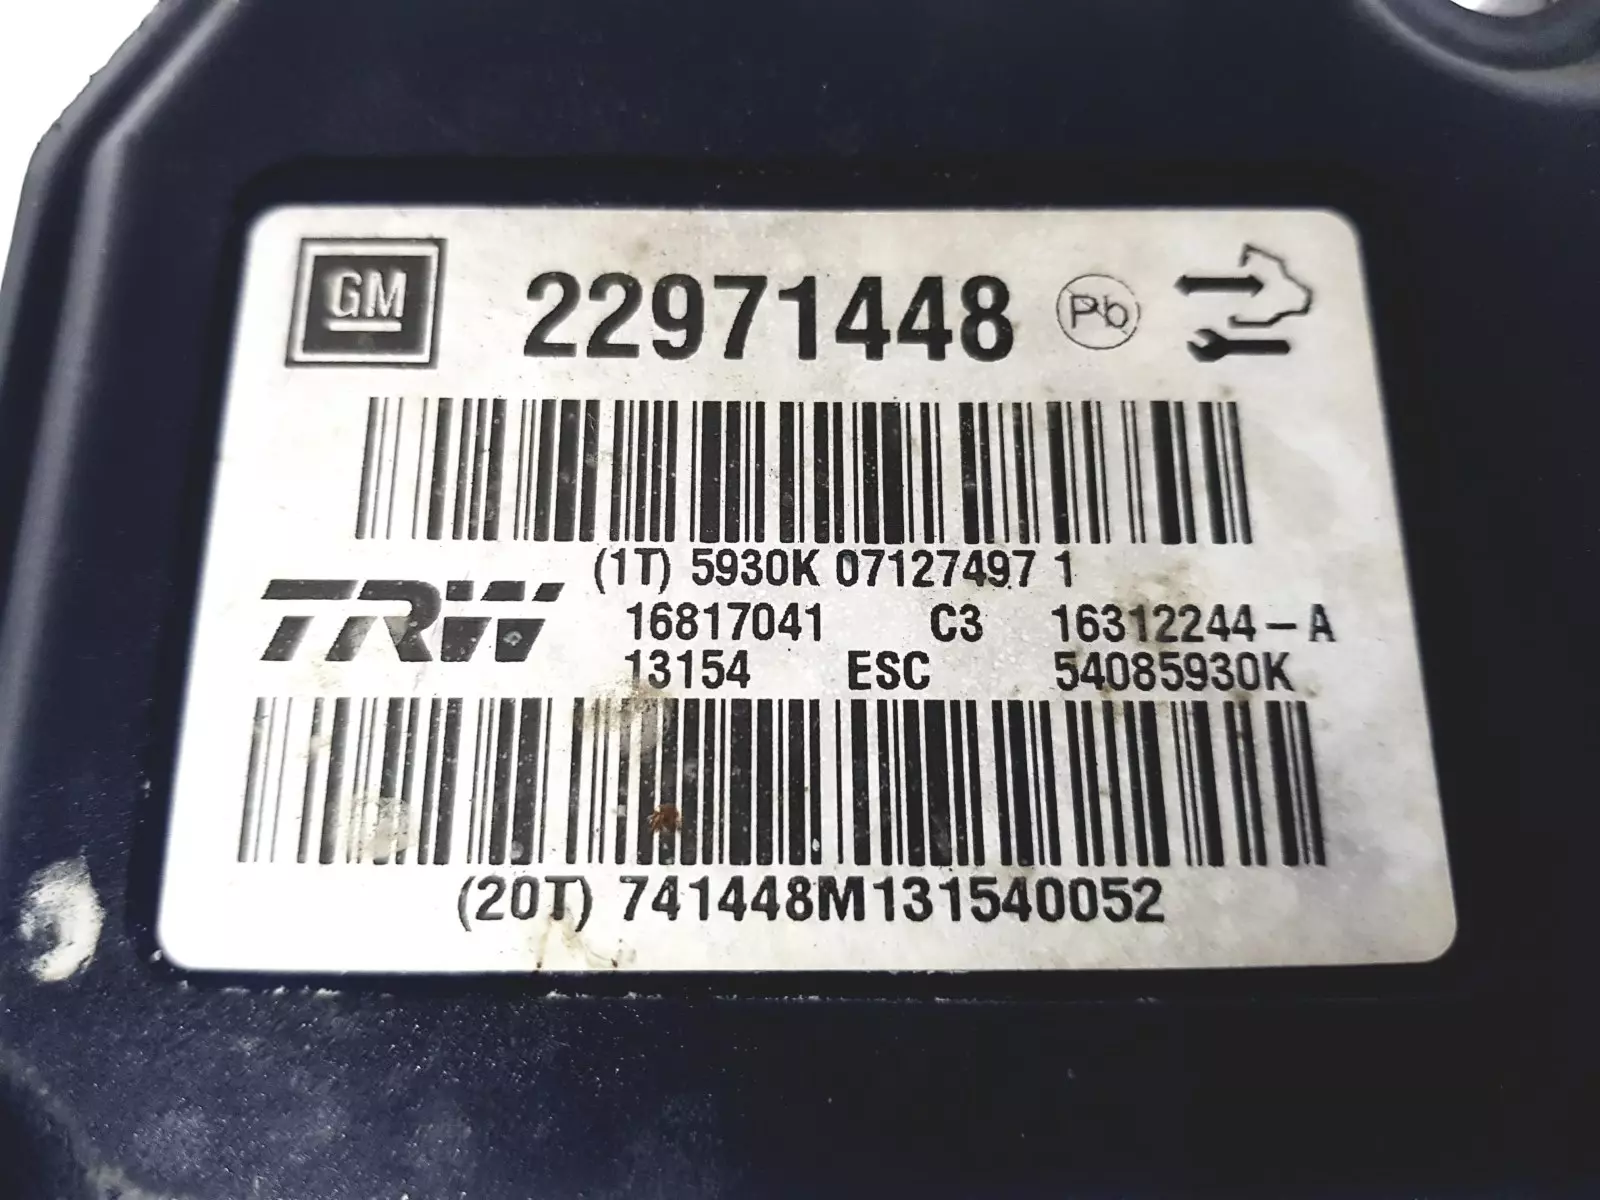 GM 22971448 Pb
(1T) 5930K 07127497 1
TRW 16817041 C3 16312244-A
13154 ESC 54085930K
(20T) 741448M131540052